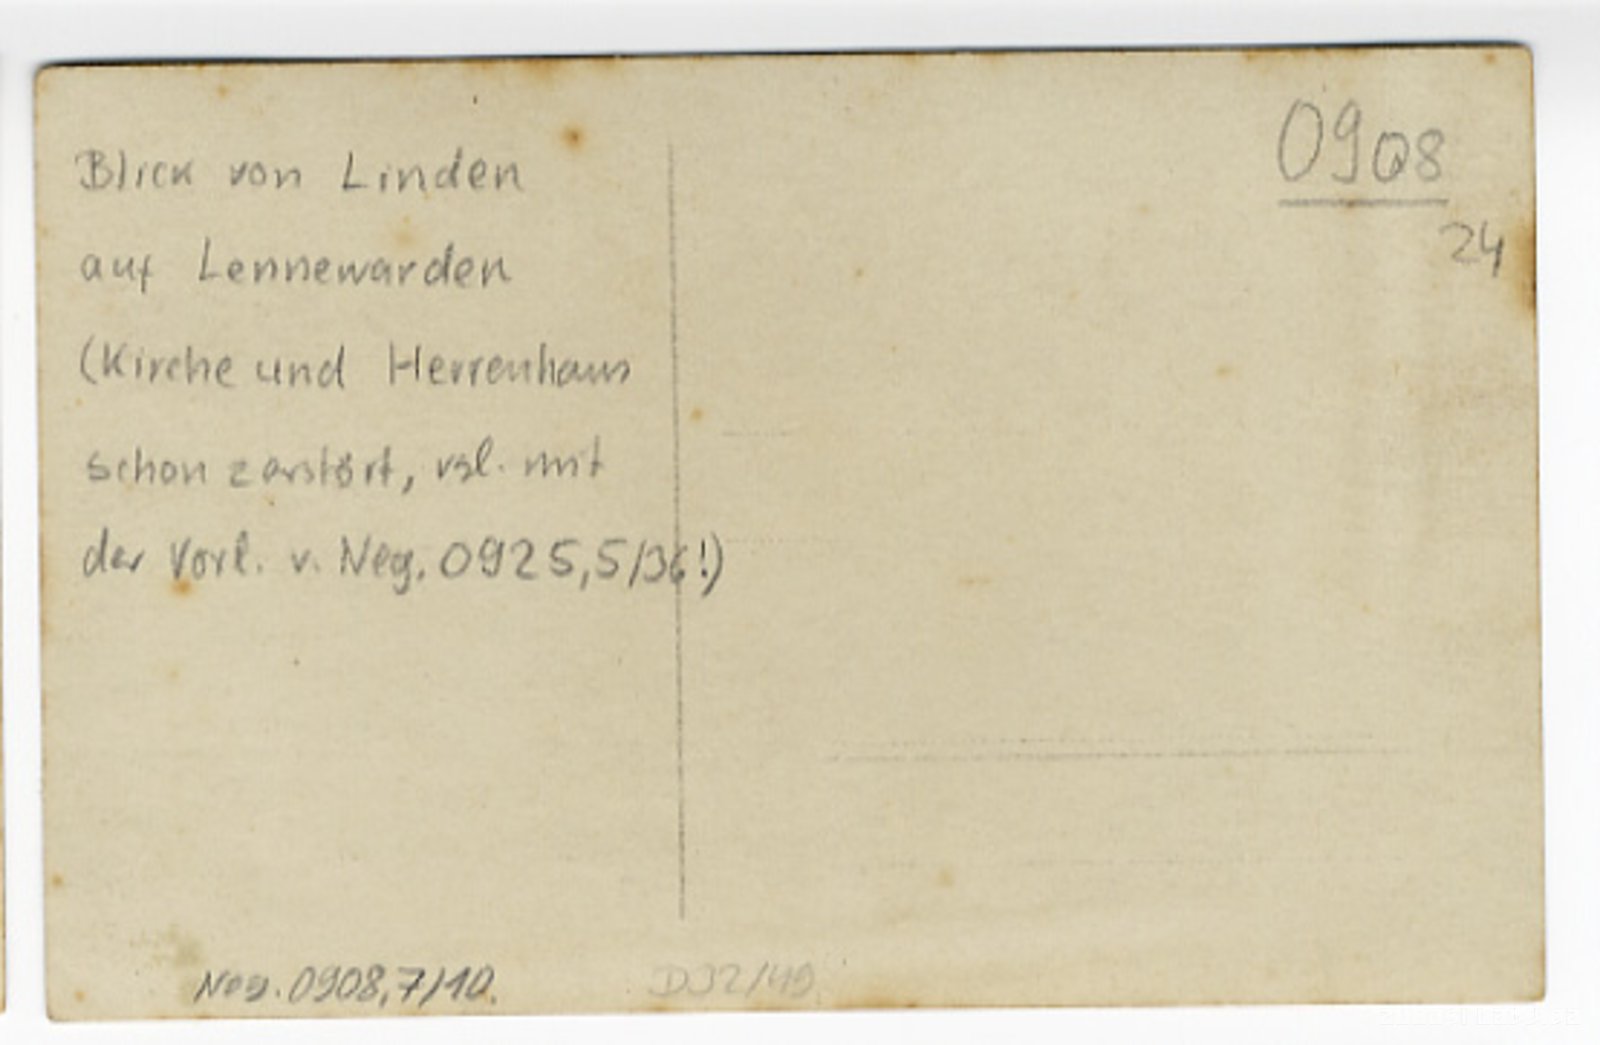 0908
24
Blick von Linden
auf Lennewarden
(Kirche und Herrenhaus
schon zerstört, vgl. mit
der Vorl. v. Neg. 0925,5/36!)
Neg. 0908,7/10.
D32/49